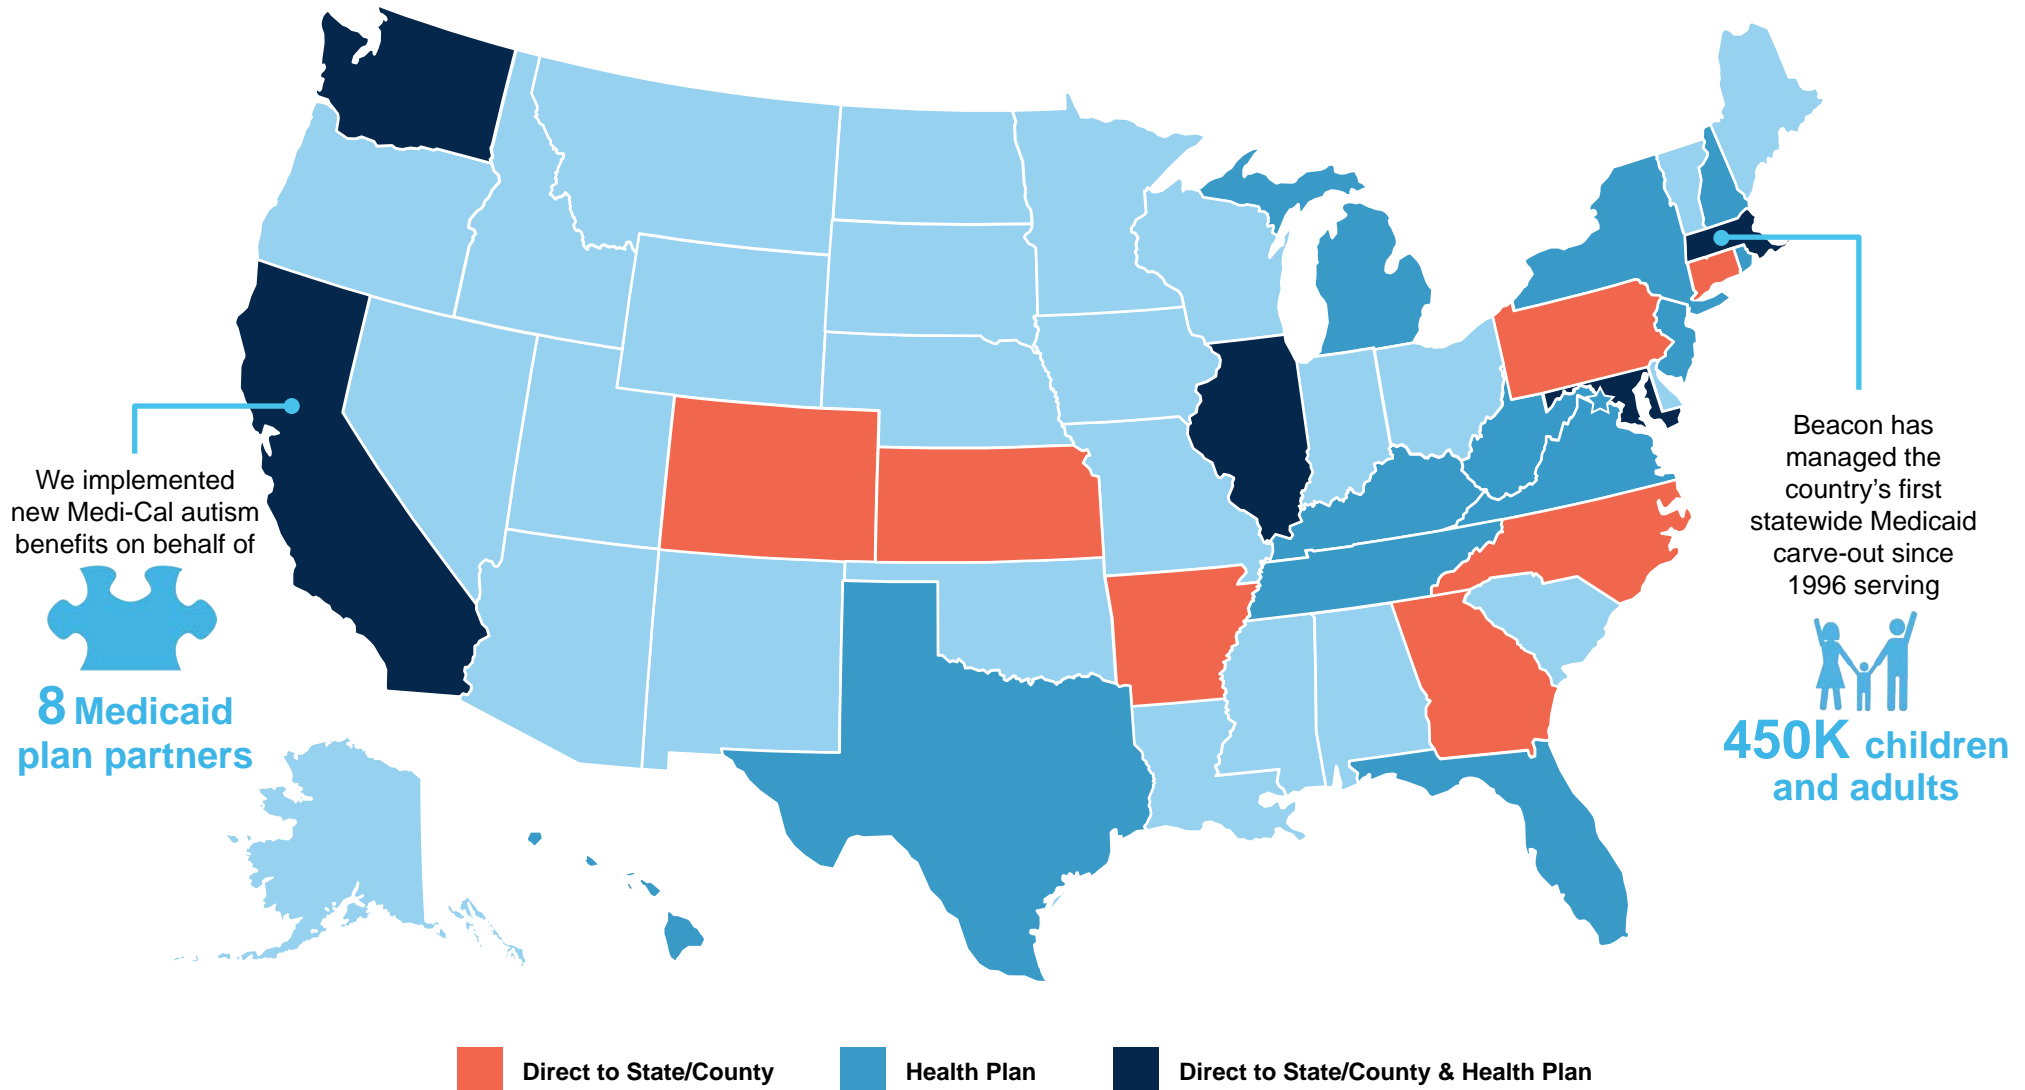 We implemented
new Medi-Cal autism
benefits on behalf of
8 Medicaid
plan partners
Beacon has
managed the
country’s first
statewide Medicaid
carve-out since
1996 serving
450K children
and adults
Direct to State/County
Health Plan
Direct to State/County & Health Plan